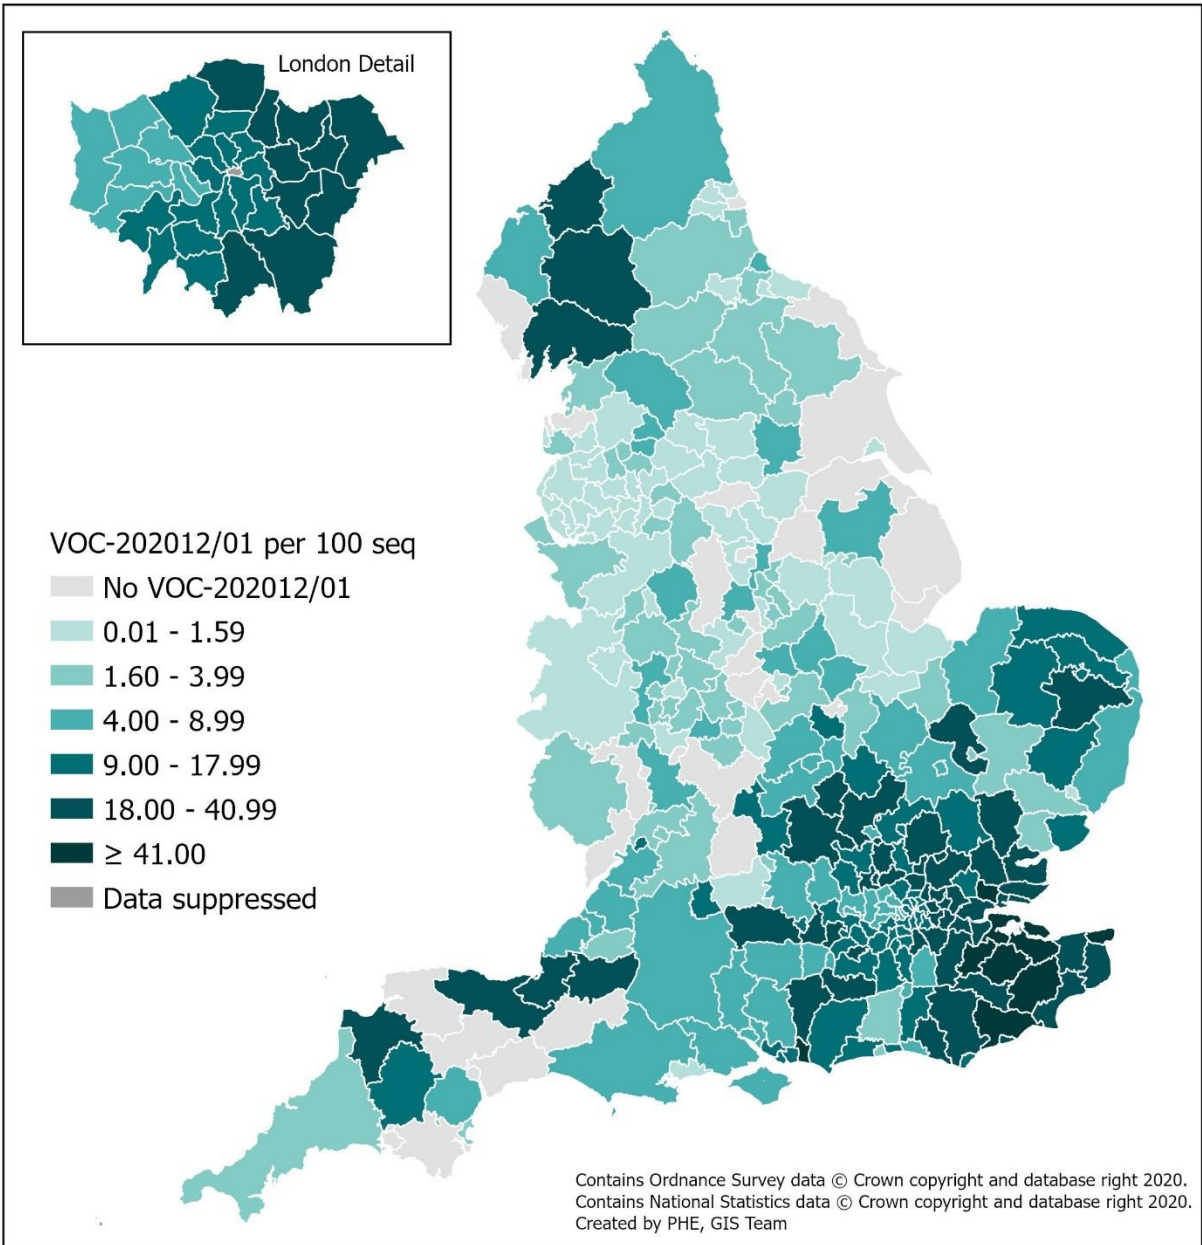 London Detail
VOC-202012/01 per 100 seq
No VOC-202012/01
0.01 - 1.59
1.60 - 3.99
4.00 - 8.99
9.00 - 17.99
18.00 - 40.99
≥ 41.00
Data suppressed
Contains Ordnance Survey data © Crown copyright and database right 2020.
Contains National Statistics data © Crown copyright and database right 2020.
Created by PHE, GIS Team